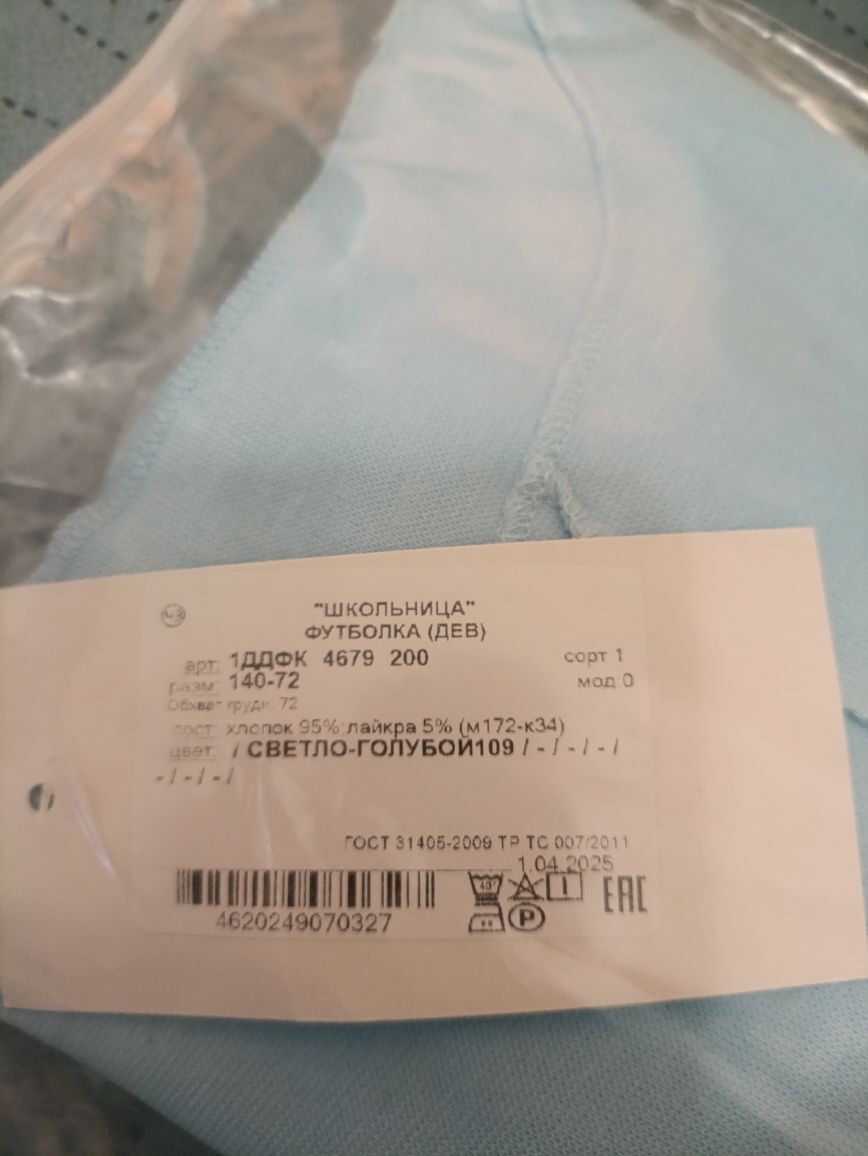 "ШКОЛЬНИЦА"
ФУТБОЛКА (ДЕВ)
арт: 1ДДФК 4679 200 сорт 1
разм: 140-72 мод 0
Обхват груди: 72
сост: хлопок 95%;лайкра 5% (м172-к34)
цвет: / СВЕТЛО-ГОЛУБОЙ109 / - / - / - /
- / - / - /
ГОСТ 31405-2009 ТР ТС 007/2011
1.04.2025
4620249070327
40°
P
EAC